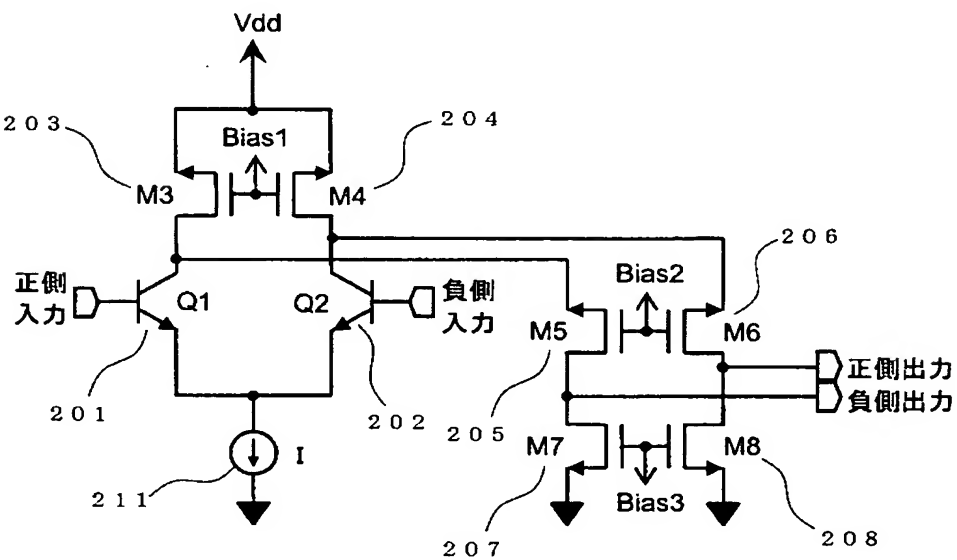 Vdd
２０３
２０４
Bias1
M3
M4
２０６
正側
入力
Q1
Q2
負側
入力
Bias2
M5
M6
正側出力
負側出力
２０１
２０２
２０５
I
M7
M8
２１１
Bias3
２０７
２０８